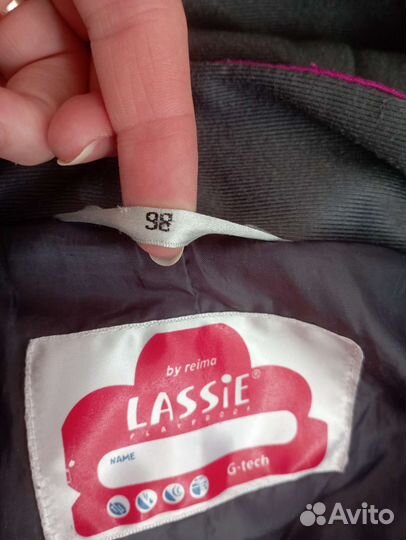 98
by reima
LASSiE®
PLAYPROOF
NAME
G-tech
Avito